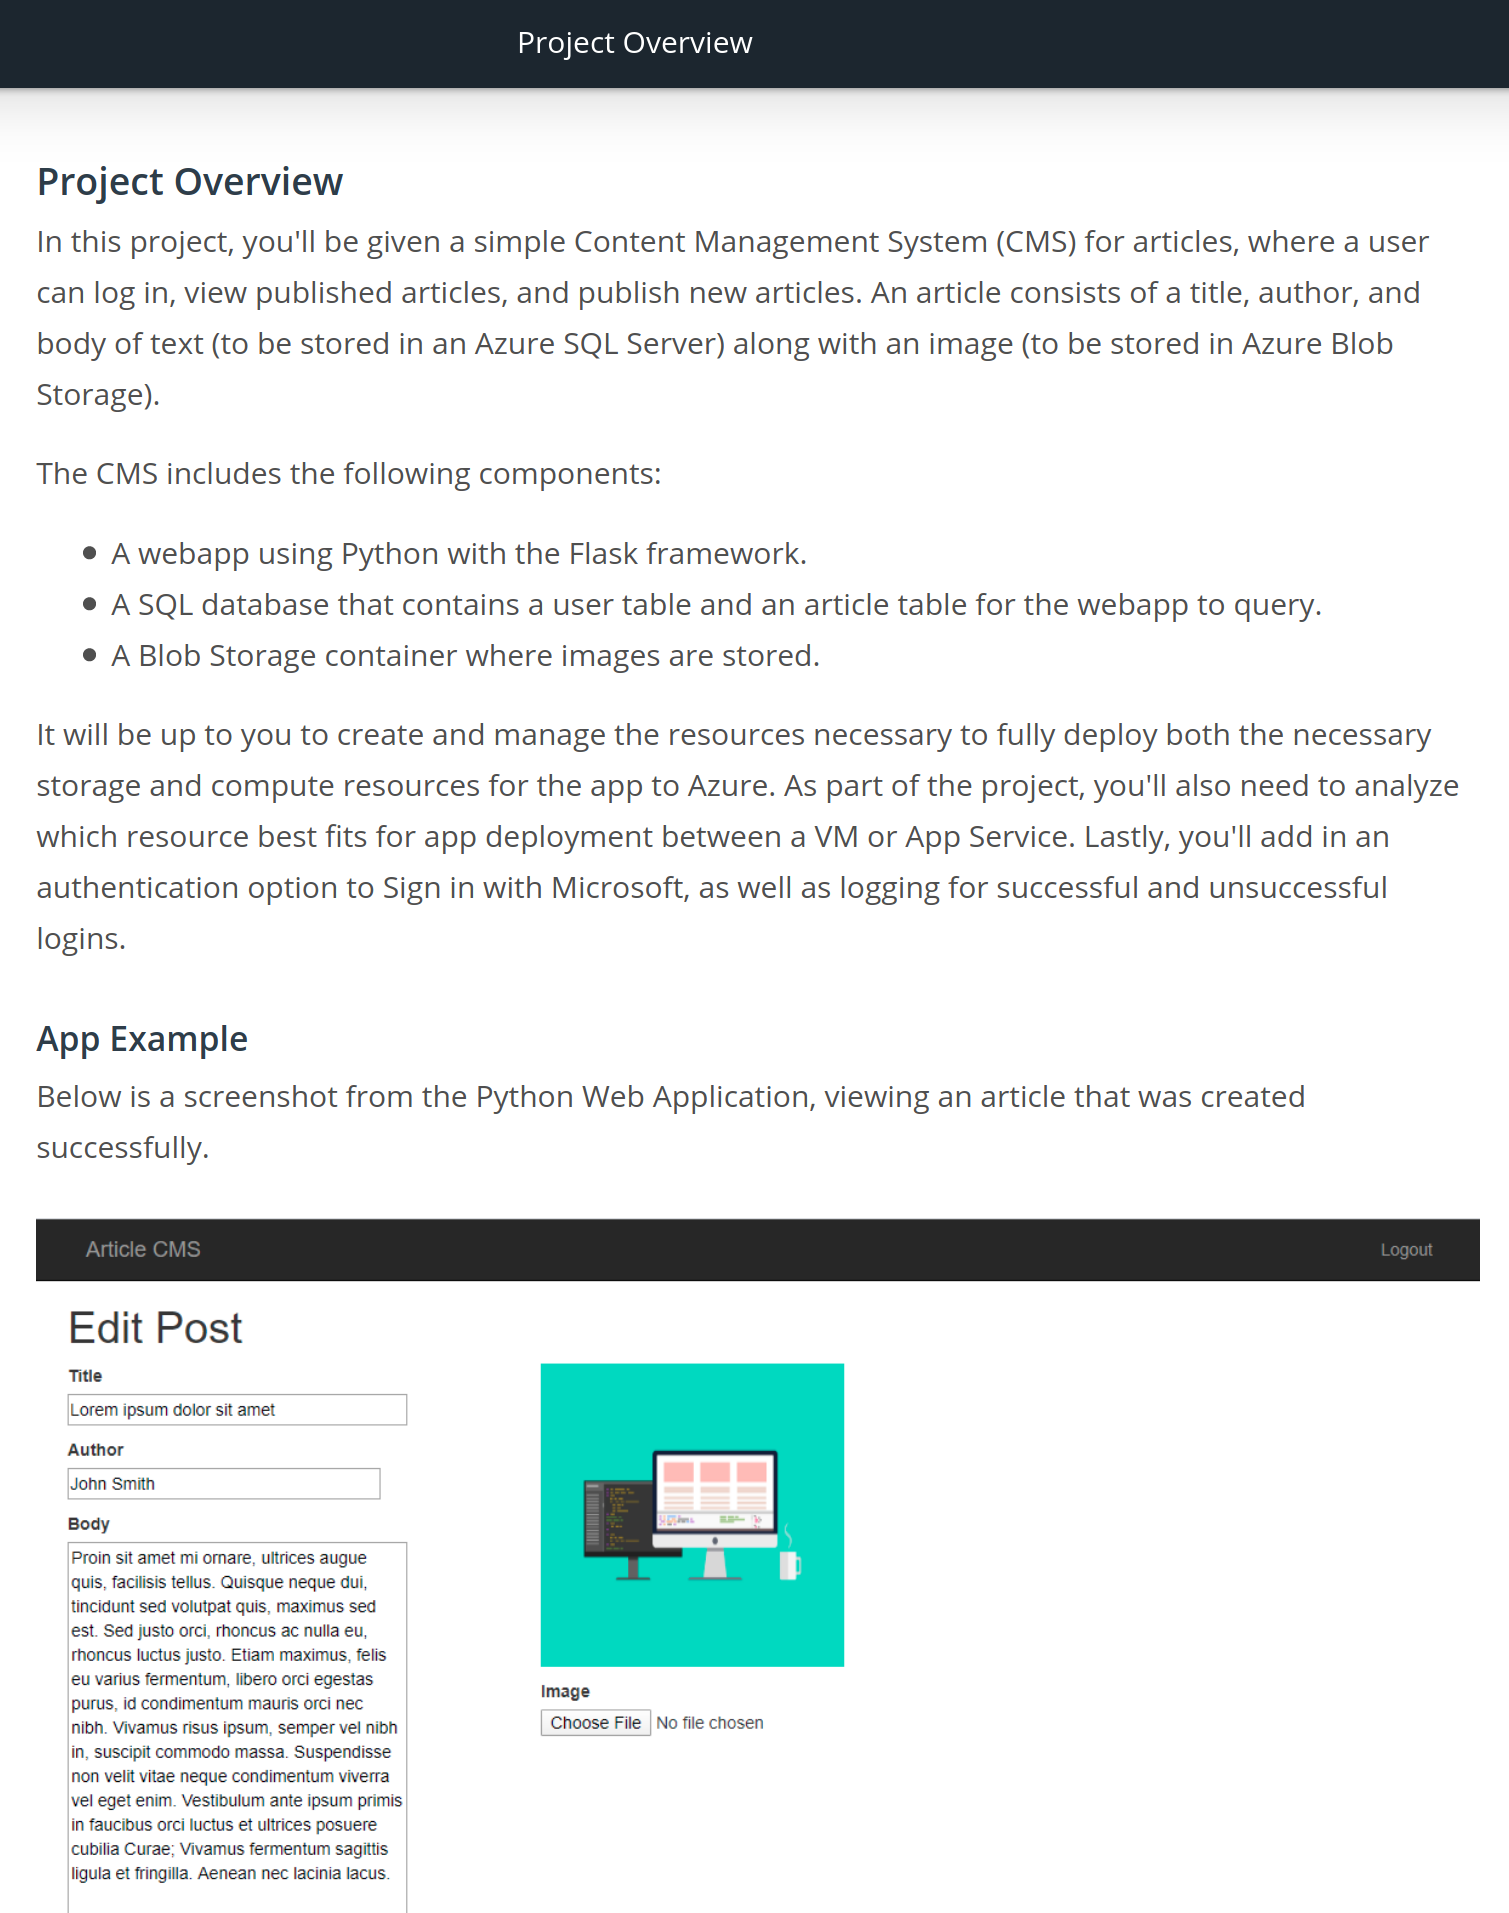 Project Overview
Project Overview
In this project, you'll be given a simple Content Management System (CMS) for articles, where a user
can log in, view published articles, and publish new articles. An article consists of a title, author, and
body of text (to be stored in an Azure SQL Server) along with an image (to be stored in Azure Blob
Storage).
The CMS includes the following components:
A webapp using Python with the Flask framework.
A SQL database that contains a user table and an article table for the webapp to query.
A Blob Storage container where images are stored.
It will be up to you to create and manage the resources necessary to fully deploy both the necessary
storage and compute resources for the app to Azure. As part of the project, you'll also need to analyze
which resource best fits for app deployment between a VM or App Service. Lastly, you'll add in an
authentication option to Sign in with Microsoft, as well as logging for successful and unsuccessful
logins.
App Example
Below is a screenshot from the Python Web Application, viewing an article that was created
successfully.
Article CMS
Logout
Edit Post
Title
Lorem ipsum dolor sit amet
Author
John Smith
Body
Proin sit amet mi ornare, ultrices augue
quis, facilisis tellus. Quisque neque dui,
tincidunt sed volutpat quis, maximus sed
est. Sed justo orci, rhoncus ac nulla eu,
rhoncus luctus justo. Etiam maximus, felis
eu varius fermentum, libero orci egestas
purus, id condimentum mauris orci nec
nibh. Vivamus risus ipsum, semper vel nibh
in, suscipit commodo massa. Suspendisse
non velit vitae neque condimentum viverra
vel eget enim. Vestibulum ante ipsum primis
in faucibus orci luctus et ultrices posuere
cubilia Curae; Vivamus fermentum sagittis
ligula et fringilla. Aenean nec lacinia lacus.
Image
Choose File No file chosen